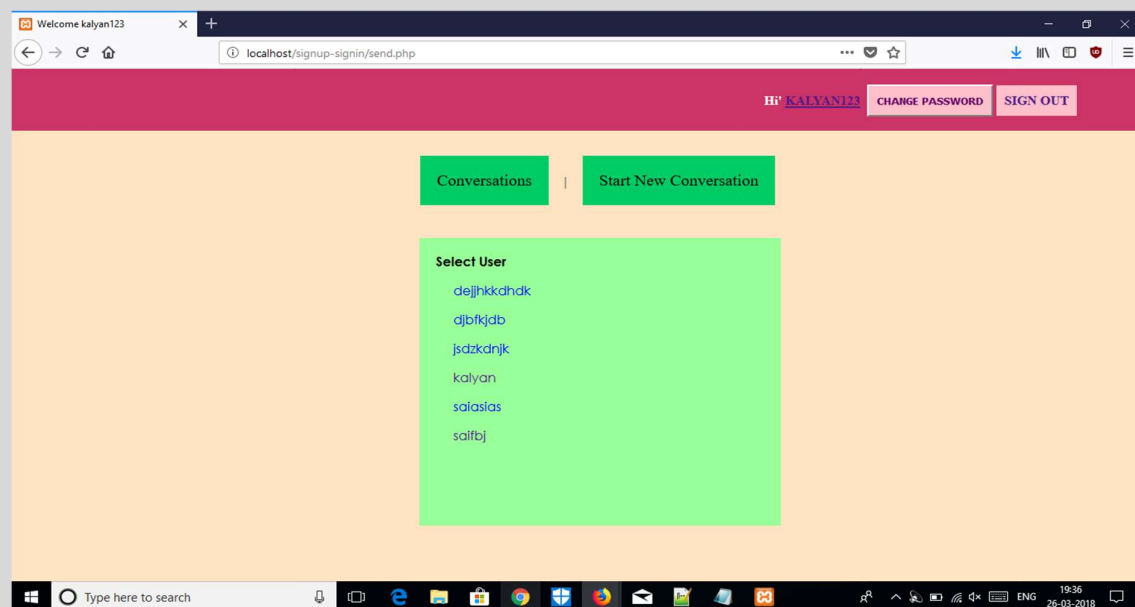 Welcome kalyan123
localhost/signup-signin/send.php
Hi' KALYAN123 CHANGE PASSWORD SIGN OUT
Conversations | Start New Conversation
Select User
dejjhkkdhdk
djbfkjdb
jsdzkdnjk
kalyan
saiasias
saifbj
Type here to search
ENG
19:36
26-03-2018